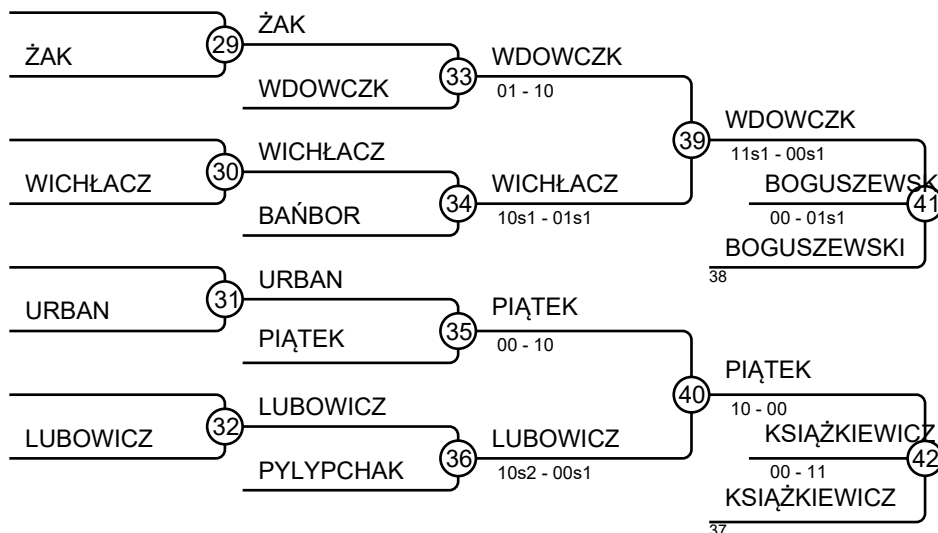 ŻAK
29
ŻAK
WDOWCZK
33
WDOWCZK
01 - 10
WICHŁACZ
30
WICHŁACZ
BAŃBOR
34
WICHŁACZ
10s1 - 01s1
39
WDOWCZK
11s1 - 00s1
BOGUSZEWSK
00 - 01s1
41
BOGUSZEWSKI
38
URBAN
31
URBAN
PIĄTEK
35
PIĄTEK
00 - 10
LUBOWICZ
32
LUBOWICZ
PYLYPCHAK
36
LUBOWICZ
10s2 - 00s1
40
PIĄTEK
10 - 00
KSIĄŻKIEWICZ
00 - 11
42
KSIĄŻKIEWICZ
37